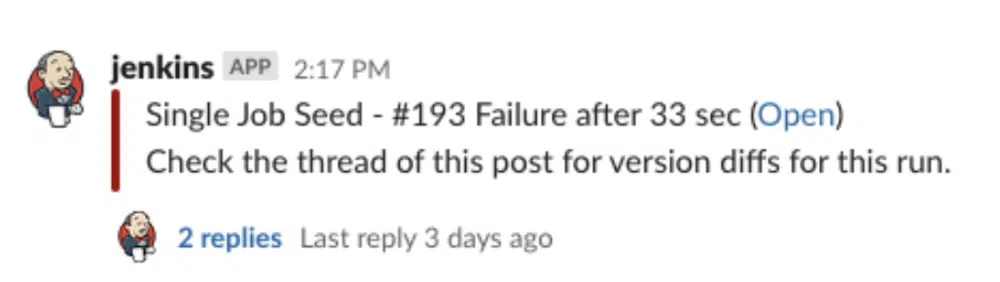 jenkins APP 2:17 PM
Single Job Seed - #193 Failure after 33 sec (Open)
Check the thread of this post for version diffs for this run.
2 replies Last reply 3 days ago